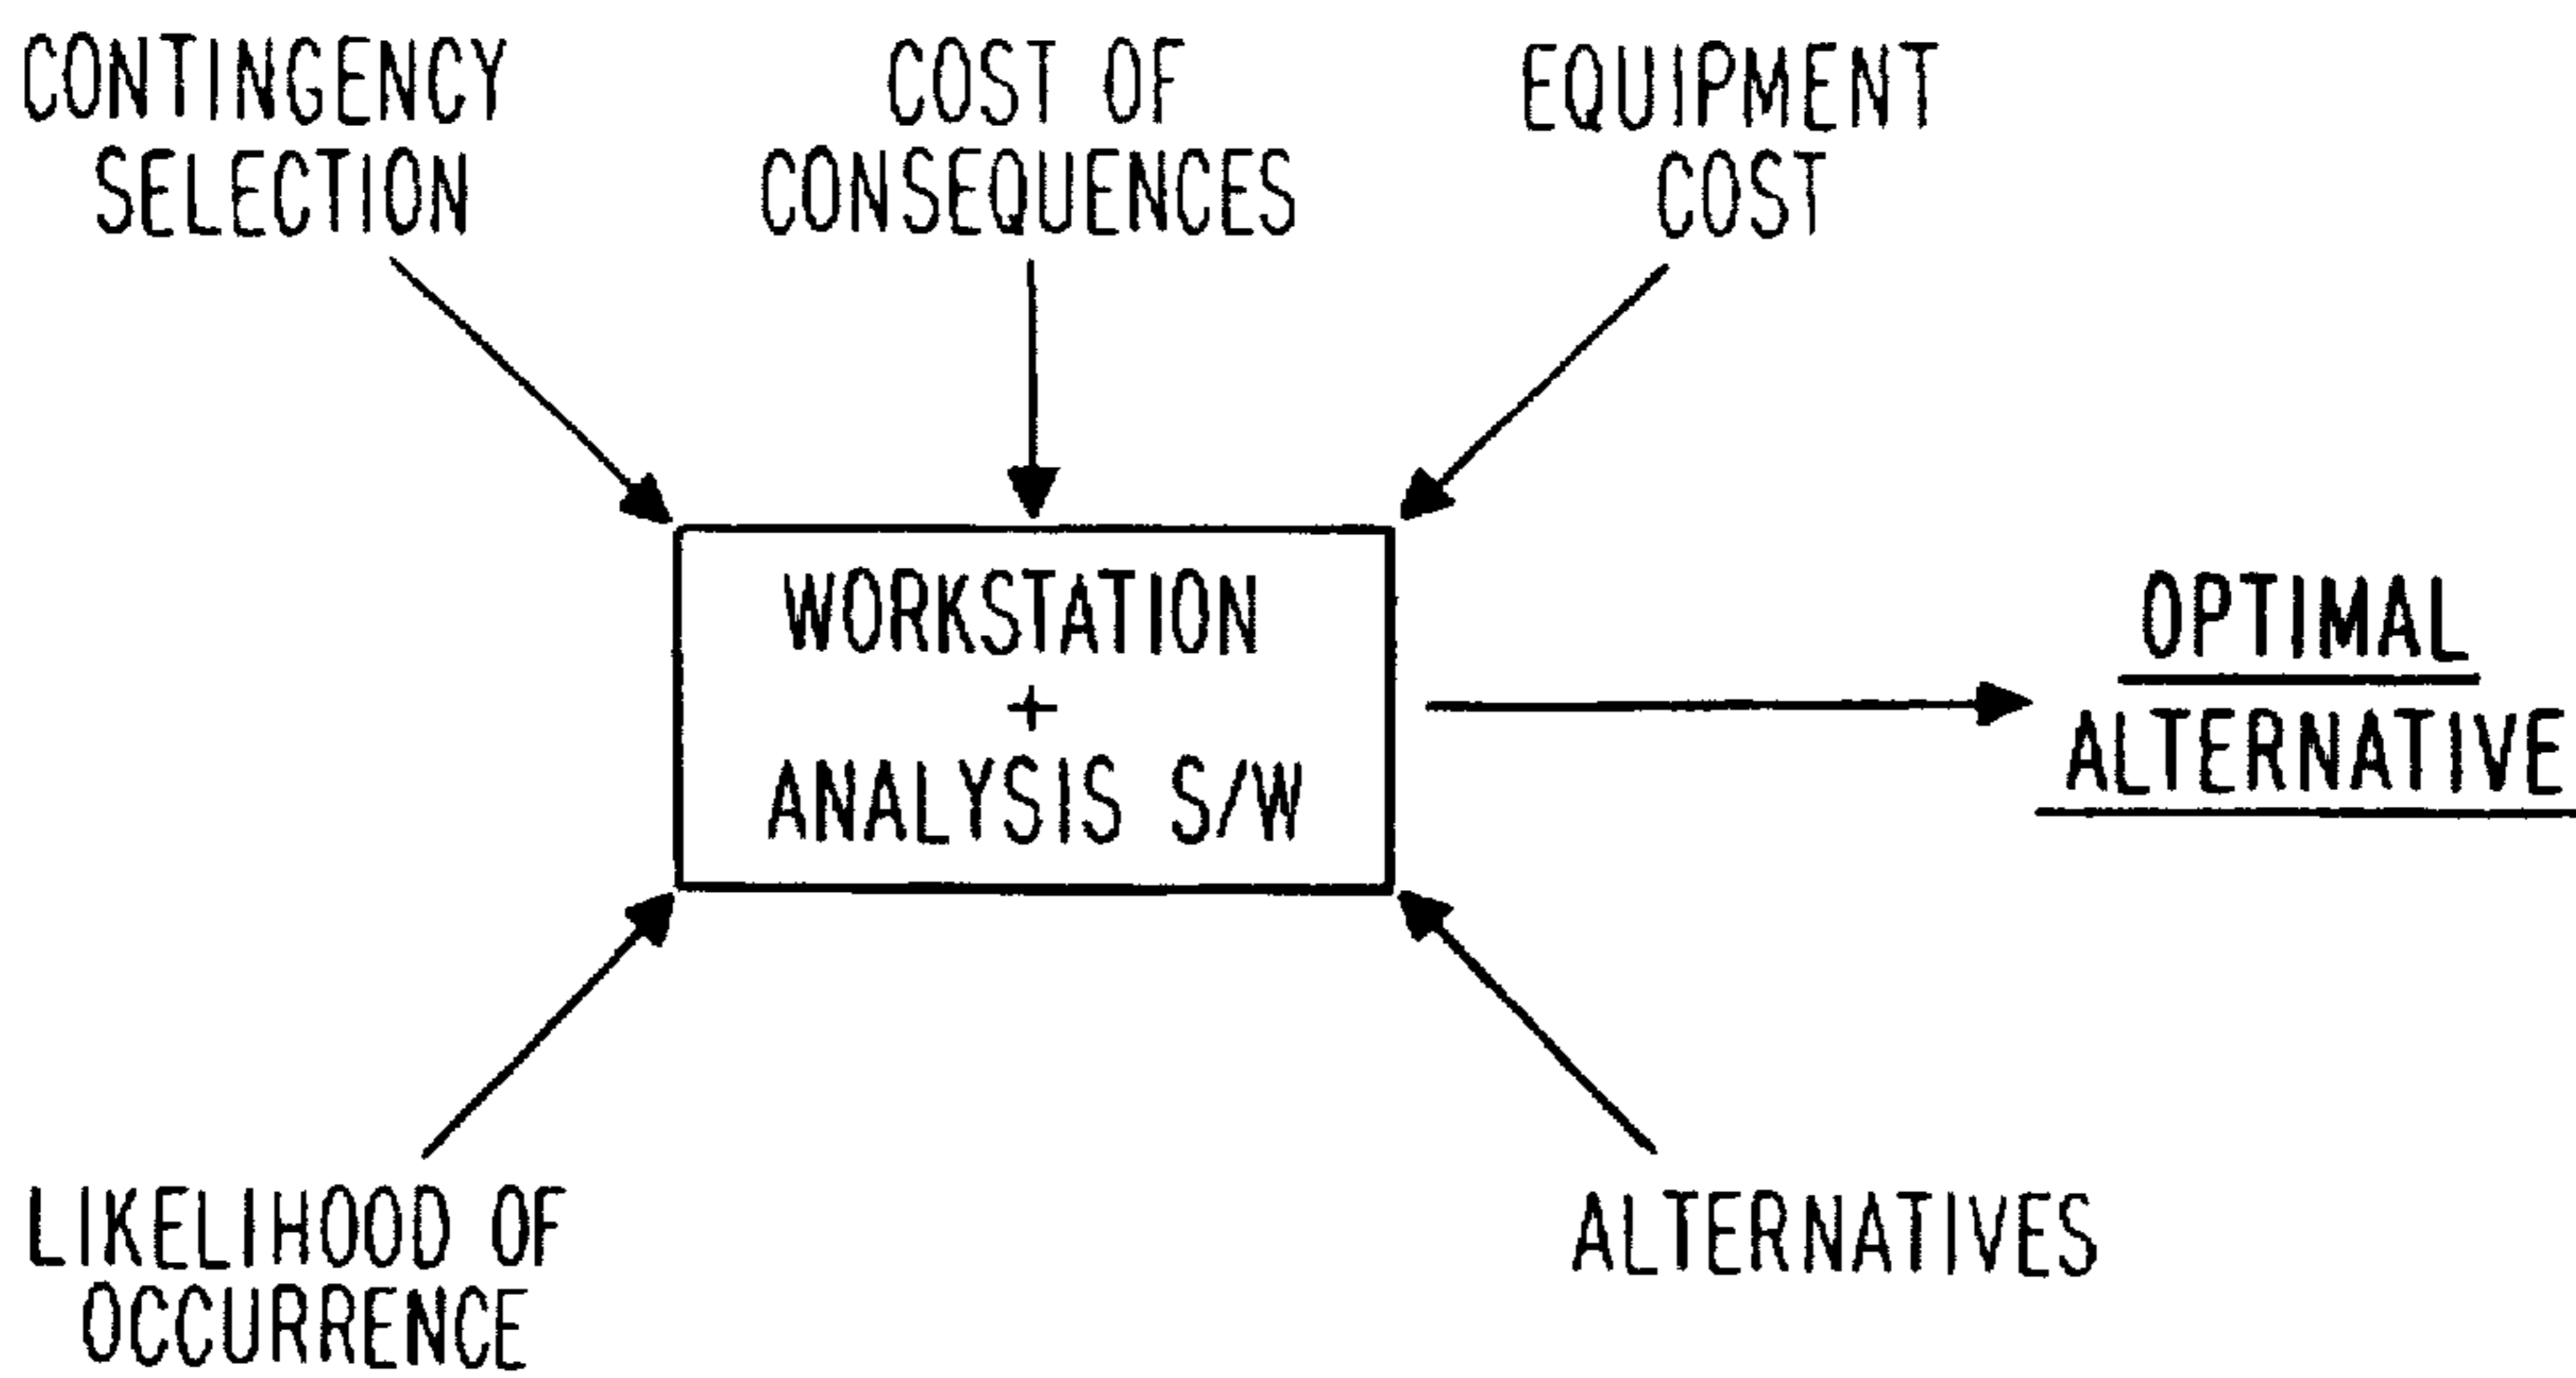 CONTINGENCY
SELECTION
COST OF
CONSEQUENCES
EQUIPMENT
COST
WORKSTATION
+
ANALYSIS S/W
OPTIMAL
ALTERNATIVE
LIKELIHOOD OF
OCCURRENCE
ALTERNATIVES